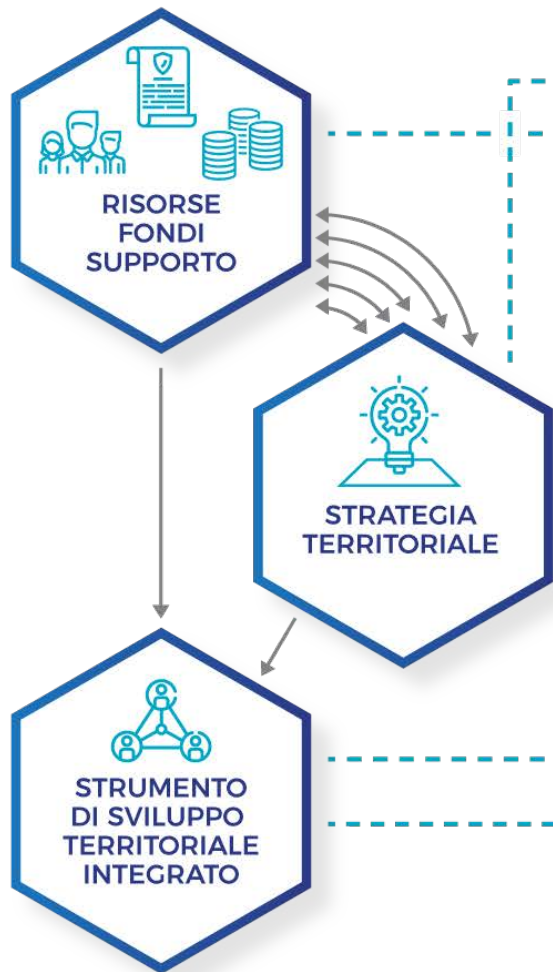 RISORSE
FONDI
SUPPORTO
STRATEGIA
TERRITORIALE
STRUMENTO
DI SVILUPPO
TERRITORIALE
INTEGRATO